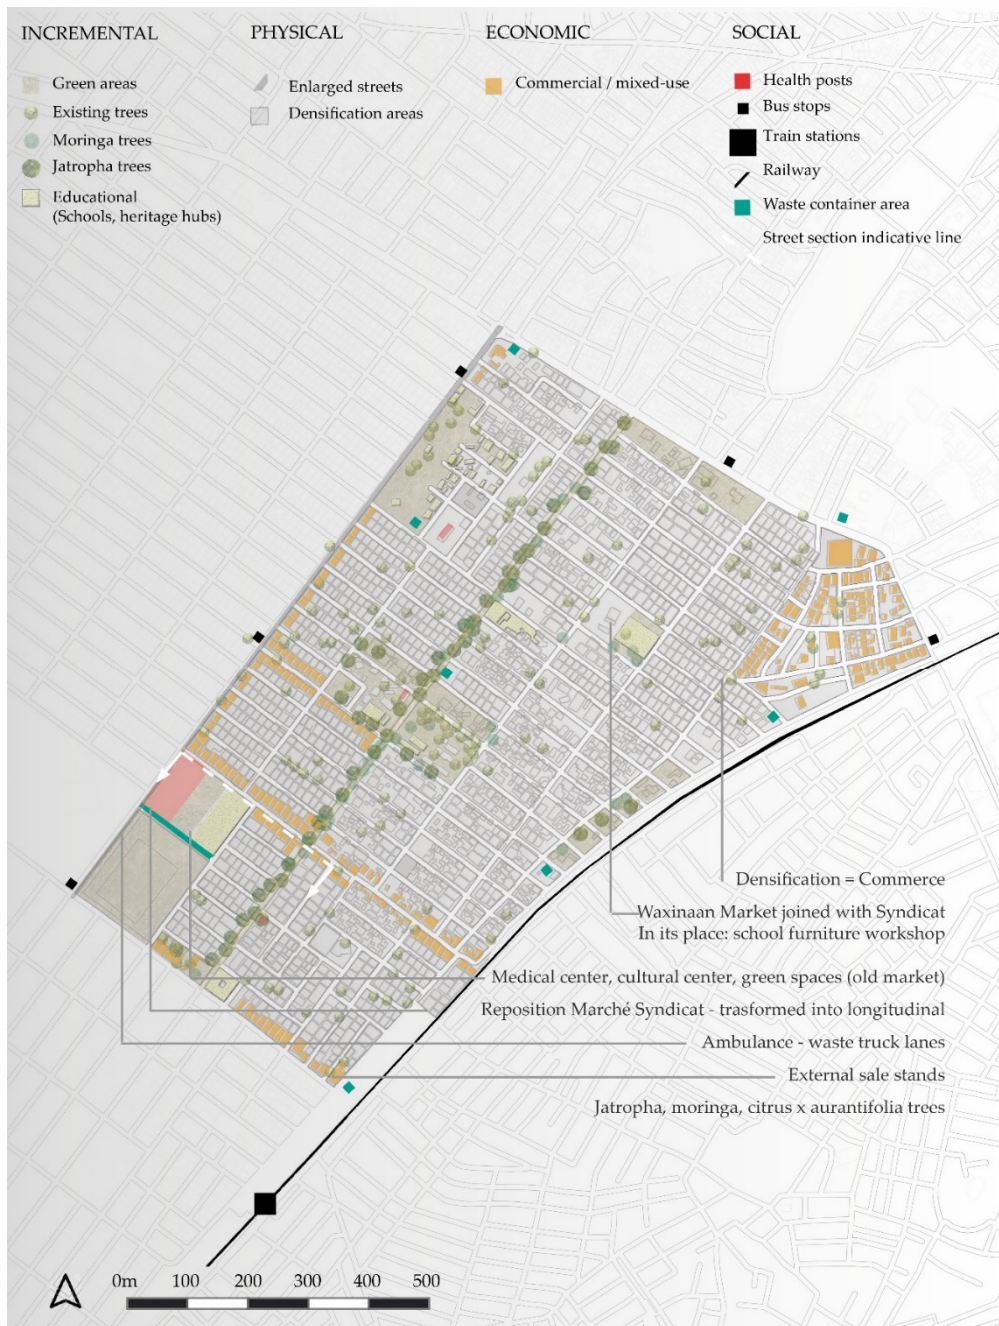 INCREMENTAL
Green areas
Existing trees
Moringa trees
Jatropha trees
Educational
(Schools, heritage hubs)
PHYSICAL
Enlarged streets
Densification areas
ECONOMIC
Commercial / mixed-use
SOCIAL
Health posts
Bus stops
Train stations
Railway
Waste container area
Street section indicative line
Densification = Commerce
Waxinaan Market joined with Syndicat
In its place: school furniture workshop
Medical center, cultural center, green spaces (old market)
Reposition Marché Syndicat - trasformed into longitudinal
Ambulance - waste truck lanes
External sale stands
Jatropha, moringa, citrus x aurantifolia trees
0m 100 200 300 400 500